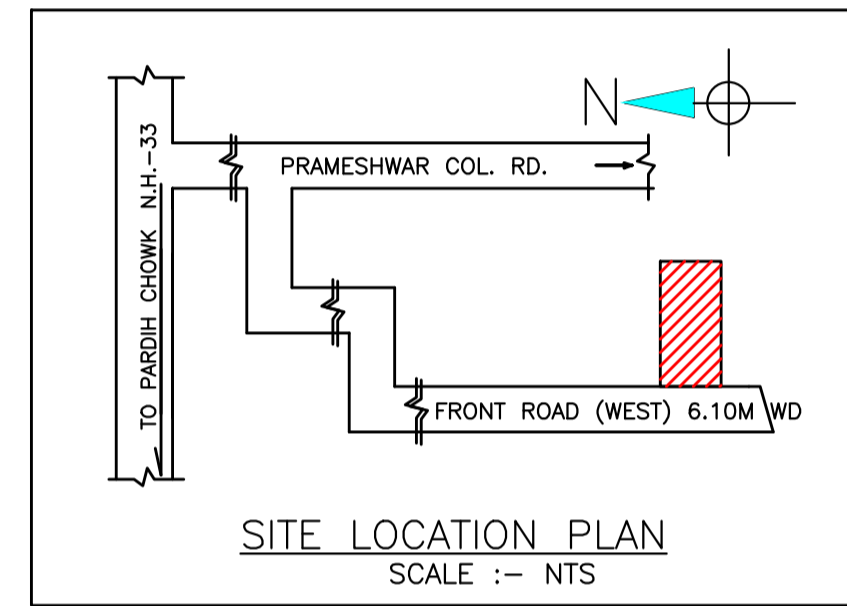 N
PRAMESHWAR COL. RD.
TO PARDIH CHOWK N.H.-33
FRONT ROAD (WEST) 6.10M WD
SITE LOCATION PLAN
SCALE :- NTS